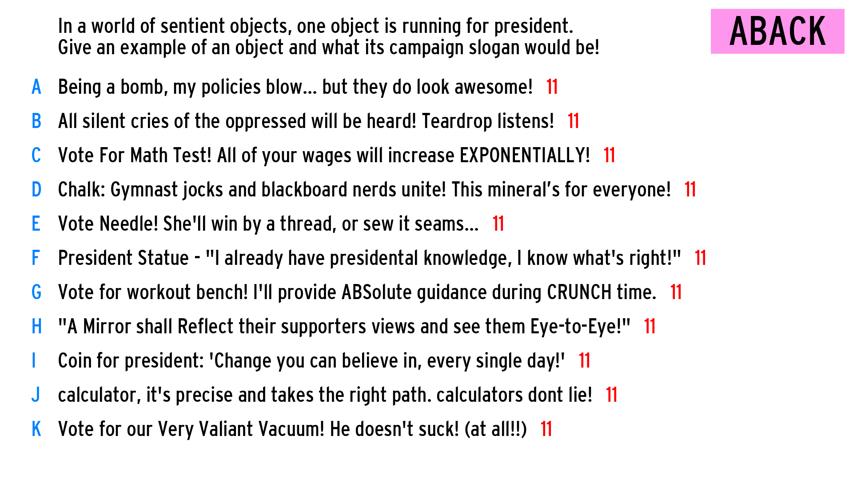 In a world of sentient objects, one object is running for president.
Give an example of an object and what its campaign slogan would be!
ABACK
A Being a bomb, my policies blow... but they do look awesome! 11
B All silent cries of the oppressed will be heard! Teardrop listens! 11
C Vote For Math Test! All of your wages will increase EXPONENTIALLY! 11
D Chalk: Gymnast jocks and blackboard nerds unite! This mineral’s for everyone! 11
E Vote Needle! She'll win by a thread, or sew it seams... 11
F President Statue - "I already have presidental knowledge, I know what's right!" 11
G Vote for workout bench! I'll provide ABSolute guidance during CRUNCH time. 11
H "A Mirror shall Reflect their supporters views and see them Eye-to-Eye!" 11
I Coin for president: 'Change you can believe in, every single day!' 11
J calculator, it's precise and takes the right path. calculators dont lie! 11
K Vote for our Very Valiant Vacuum! He doesn't suck! (at all!!) 11